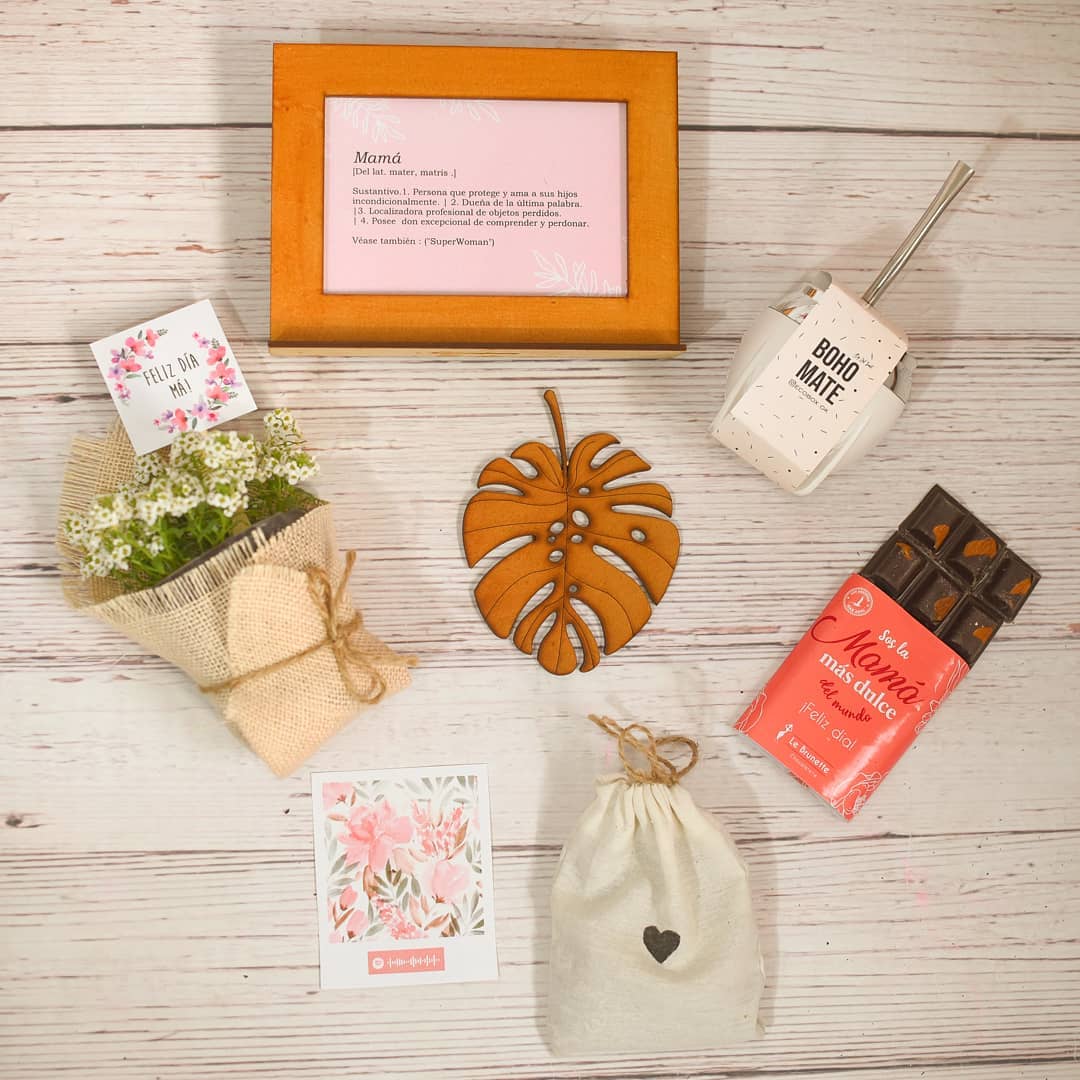 Mamá
[Del lat. mater, matris .]
Sustantivo.1. Persona que protege y ama a sus hijos
incondicionalmente. | 2. Dueña de la última palabra.
|3. Localizadora profesional de objetos perdidos.
| 4. Posee don excepcional de comprender y perdonar.
Véase también : ("SuperWoman")
FELIZ DÍA
MÁ!
BOHO
MATE
@ECOBOX.OK
Sos la
Mamá
más dulce
del mundo
¡Feliz día!
Le Brunette